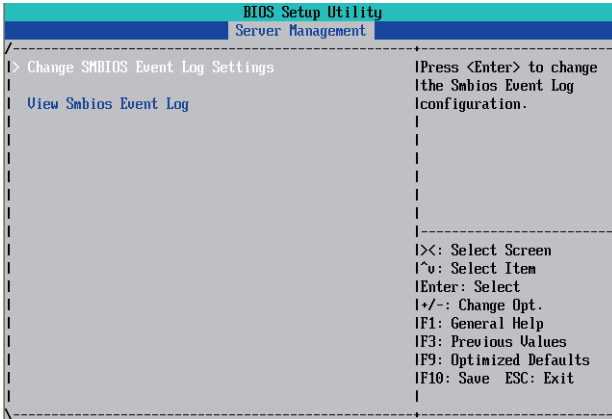 BIOS Setup Utility
Server Management
> Change SMBIOS Event Log Settings
View Smbios Event Log
Press <Enter> to change
the Smbios Event Log
configuration.
><: Select Screen
^v: Select Item
Enter: Select
+/-: Change Opt.
F1: General Help
F3: Previous Values
F9: Optimized Defaults
F10: Save  ESC: Exit